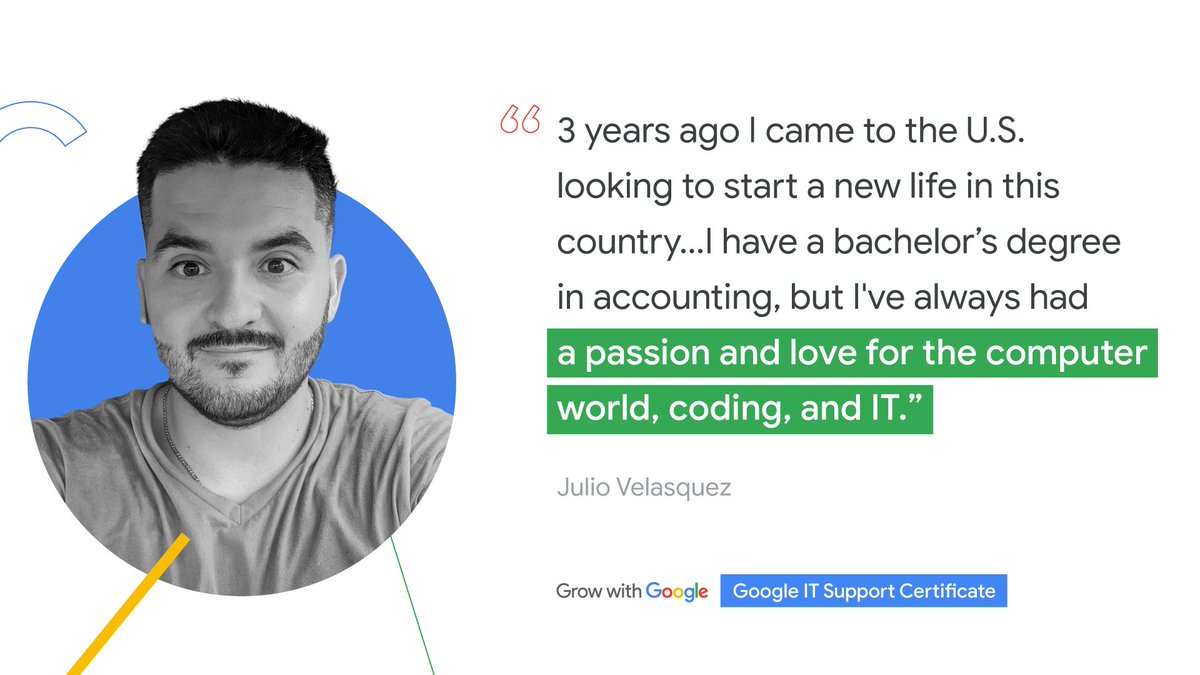 “
3 years ago I came to the U.S.
looking to start a new life in this
country...I have a bachelor’s degree
in accounting, but I've always had
a passion and love for the computer
world, coding, and IT.”
Julio Velasquez
Grow with Google Google IT Support Certificate